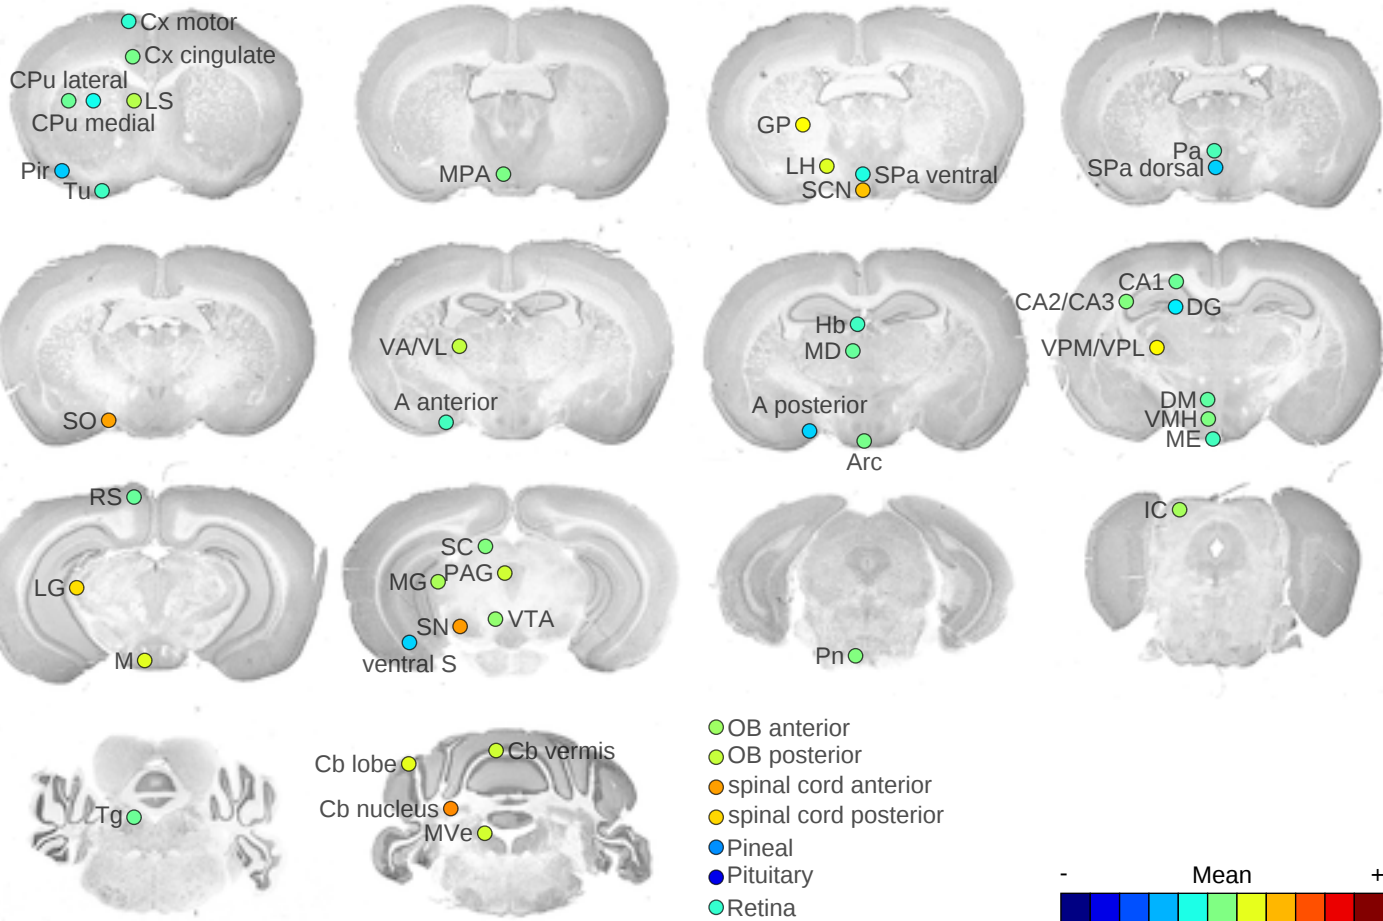 Cx motor
Cx cingulate
CPu lateral
LS
CPu medial
Pir
Tu
MPA
GP
LH
SPa ventral
SCN
Pa
SPa dorsal
SO
VA/VL
A anterior
Hb
MD
A posterior
Arc
CA1
CA2/CA3
DG
VPM/VPL
DM
VMH
ME
RS
LG
M
SC
MG
PAG
SN
VTA
ventral S
Pn
IC
Tg
Cb lobe
Cb vermis
Cb nucleus
MVe
OB anterior
OB posterior
spinal cord anterior
spinal cord posterior
Pineal
Pituitary
Retina
- Mean +